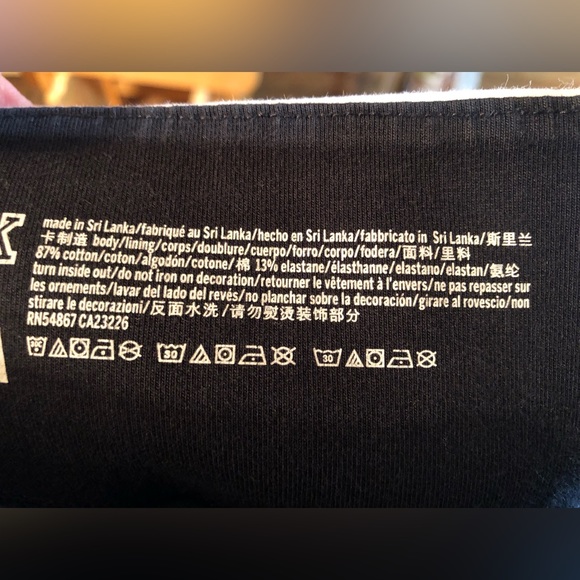 made in Sri Lanka/fabriqué au Sri Lanka/hecho en Sri Lanka/fabbricato in Sri Lanka/斯里兰
卡制造 body/lining/corps/doublure/cuerpo/forro/corpo/fodera/面料/里料
87% cotton/coton/algodón/cotone/棉 13% elastane/élasthanne/elastano/elastan/氨纶
turn inside out/do not iron on decoration/retourner le vêtement à l'envers/ne pas repasser sur
les ornements/lavar del lado del revés/no planchar sobre la decoración/girare al rovescio/non
stirare le decorazioni/反面水洗/请勿熨烫装饰部分
RN54867 CA23226
30 30